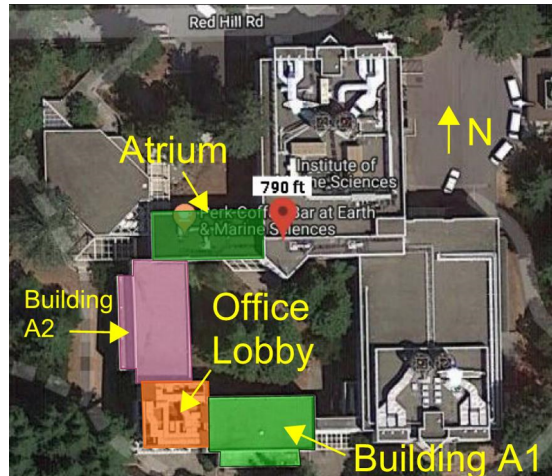 Red Hill Rd
N
Atrium
Institute of
ne Sciences
790 ft
Perk Coffee Bar at Earth
& Marine Sciences
Building
A2
Office
Lobby
Building A1